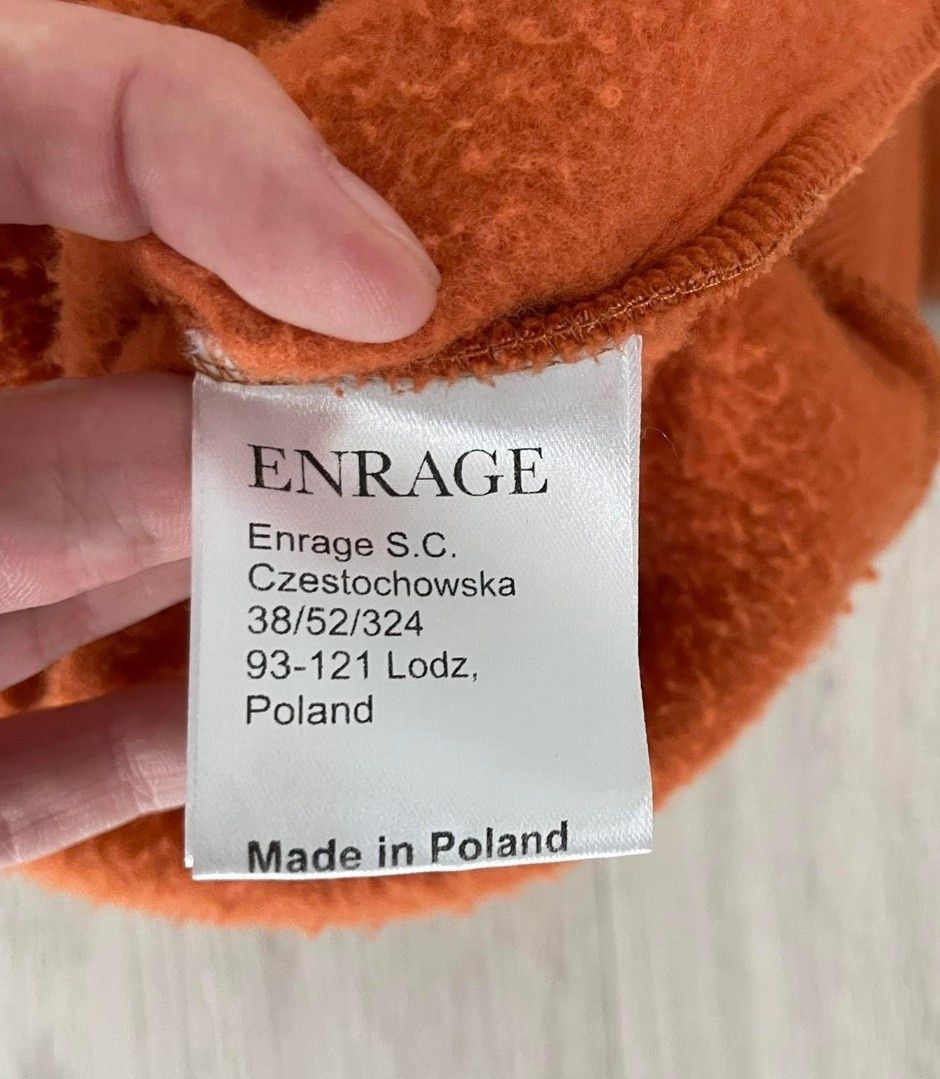 ENRAGE
Enrage S.C.
Czestochowska
38/52/324
93-121 Lodz,
Poland
Made in Poland